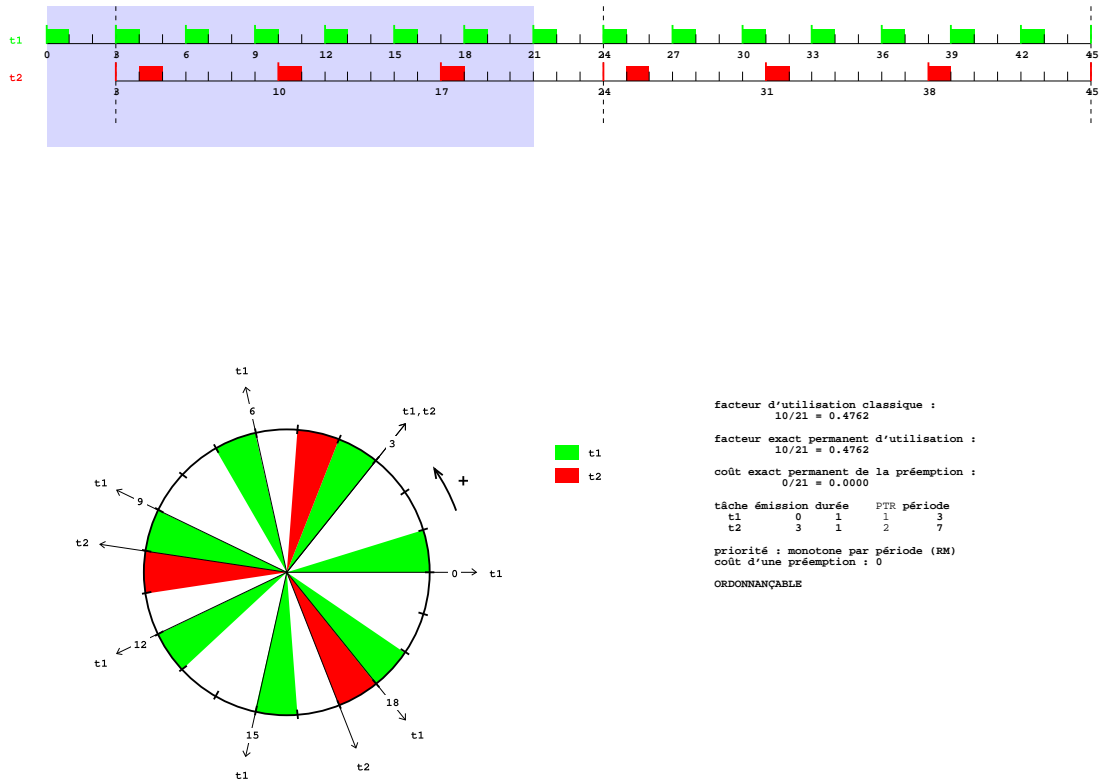 t1
0 3 6 9 12 15 18 21 24 27 30 33 36 39 42 45
t2
3 10 17 24 31 38 45
t1
6
t1,t2
3
t1
9
t2
+
0
t1
12
t1
15
t1
18
t1
t2
t1
t2
facteur d’utilisation classique :
10/21 = 0.4762
facteur exact permanent d’utilisation :
10/21 = 0.4762
coût exact permanent de la préemption :
0/21 = 0.0000
tâche émission durée PTR période
t1 0 1 1 3
t2 3 1 2 7
priorité : monotone par période (RM)
coût d’une préemption : 0
ORDONNANÇABLE